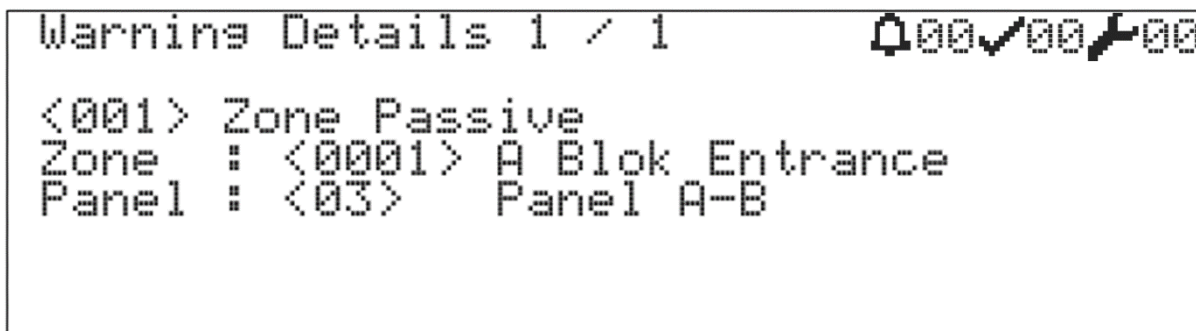 Warning Details 1 / 1 00 00 00
<001> Zone Passive
Zone : <0001> A Blok Entrance
Panel : <03> Panel A-B